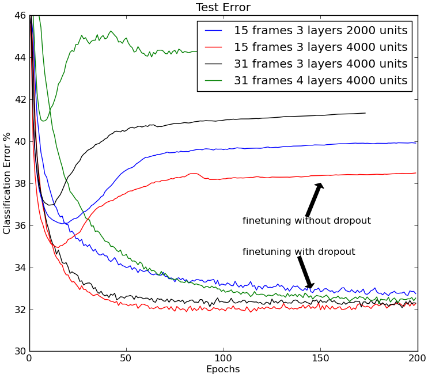 Test Error
46
44
42
40
38
36
34
32
30
Classification Error %
15 frames 3 layers 2000 units
15 frames 3 layers 4000 units
31 frames 3 layers 4000 units
31 frames 4 layers 4000 units
finetuning without dropout
finetuning with dropout
0 50 100 150 200
Epochs